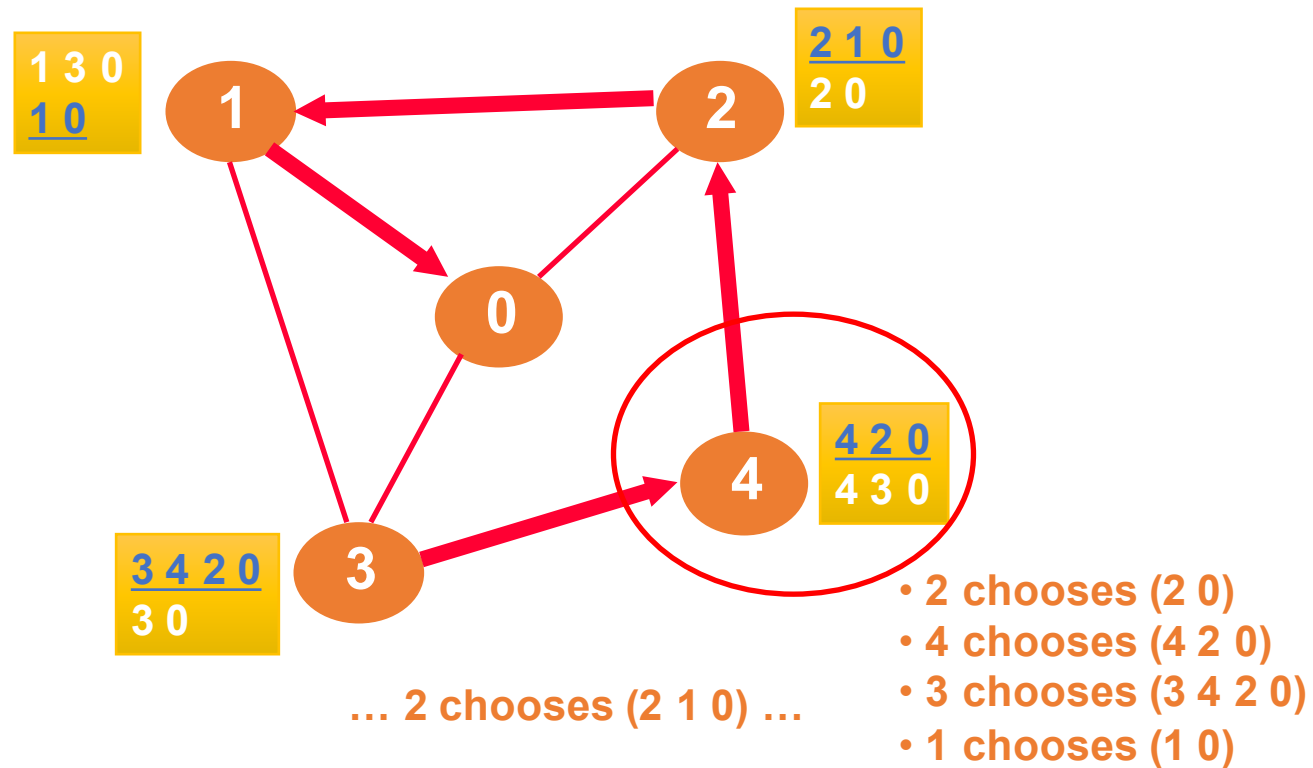 1 3 0
1 0
1
2
2 1 0
2 0
0
4
4 2 0
4 3 0
3 4 2 0
3 0
3
• 2 chooses (2 0)
• 4 chooses (4 2 0)
• 3 chooses (3 4 2 0)
• 1 chooses (1 0)
... 2 chooses (2 1 0) ...